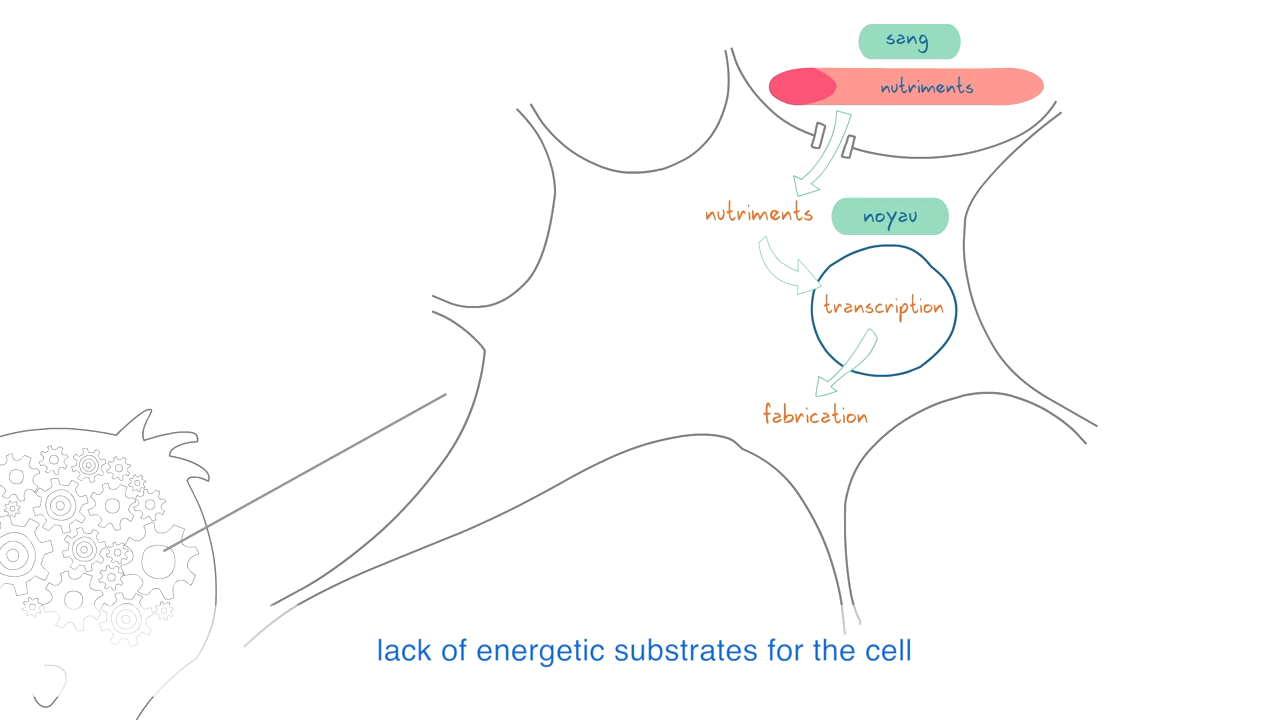 sang
nutriments
nutriments
noyau
transcription
fabrication
lack of energetic substrates for the cell